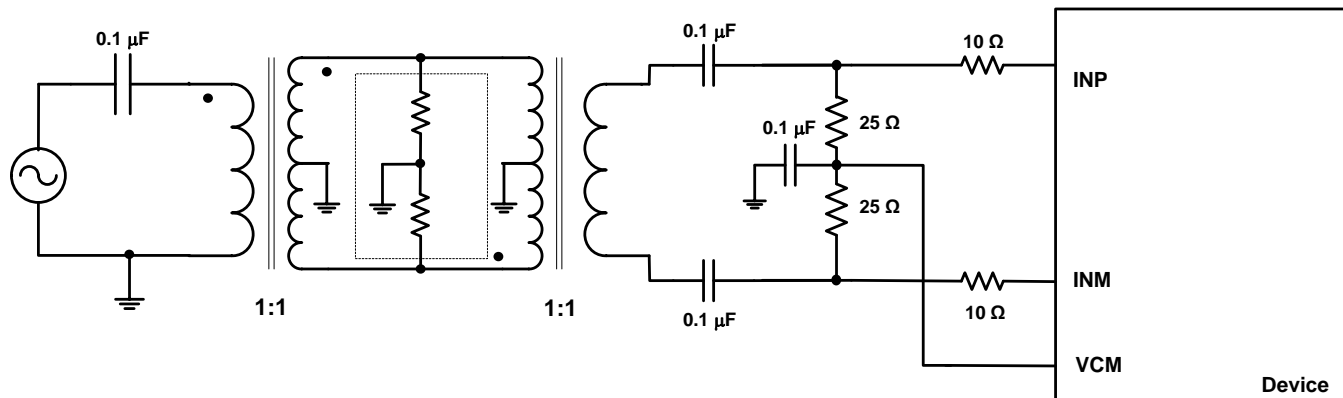 0.1 µF
1:1
1:1
0.1 µF
0.1 µF
0.1 µF
25 Ω
25 Ω
10 Ω
10 Ω
INP
INM
VCM
Device